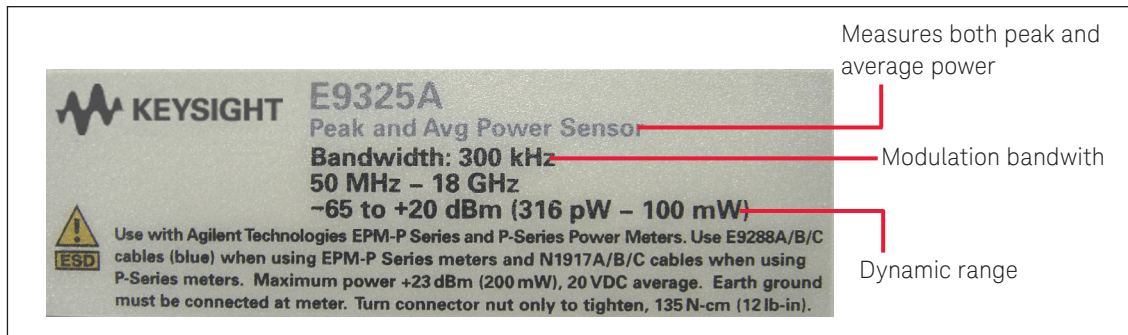 Measures both peak and
average power
KEYSIGHT
E9325A
Peak and Avg Power Sensor
Bandwidth: 300 kHz
Modulation bandwith
50 MHz – 18 GHz
–65 to +20 dBm (316 pW – 100 mW)
Dynamic range
ESD
Use with Agilent Technologies EPM-P Series and P-Series Power Meters. Use E9288A/B/C
cables (blue) when using EPM-P Series meters and N1917A/B/C cables when using
P-Series meters. Maximum power +23 dBm (200 mW), 20 VDC average. Earth ground
must be connected at meter. Turn connector nut only to tighten, 135 N-cm (12 lb-in).